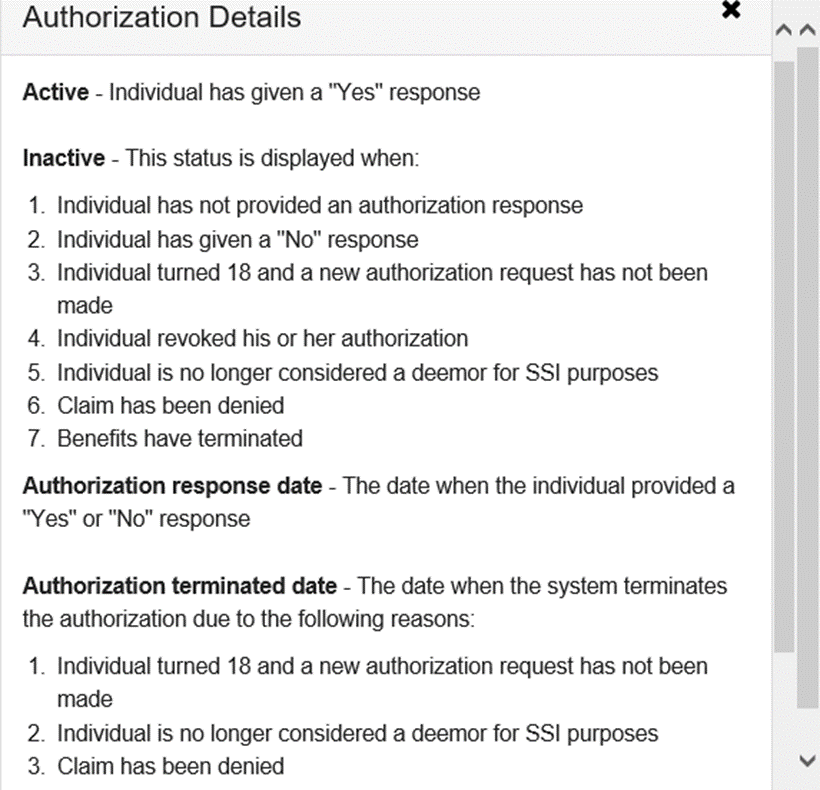 Authorization Details
Active - Individual has given a "Yes" response
Inactive - This status is displayed when:
1. Individual has not provided an authorization response
2. Individual has given a "No" response
3. Individual turned 18 and a new authorization request has not been
made
4. Individual revoked his or her authorization
5. Individual is no longer considered a deemor for SSI purposes
6. Claim has been denied
7. Benefits have terminated
Authorization response date - The date when the individual provided a
"Yes" or "No" response
Authorization terminated date - The date when the system terminates
the authorization due to the following reasons:
1. Individual turned 18 and a new authorization request has not been
made
2. Individual is no longer considered a deemor for SSI purposes
3. Claim has been denied